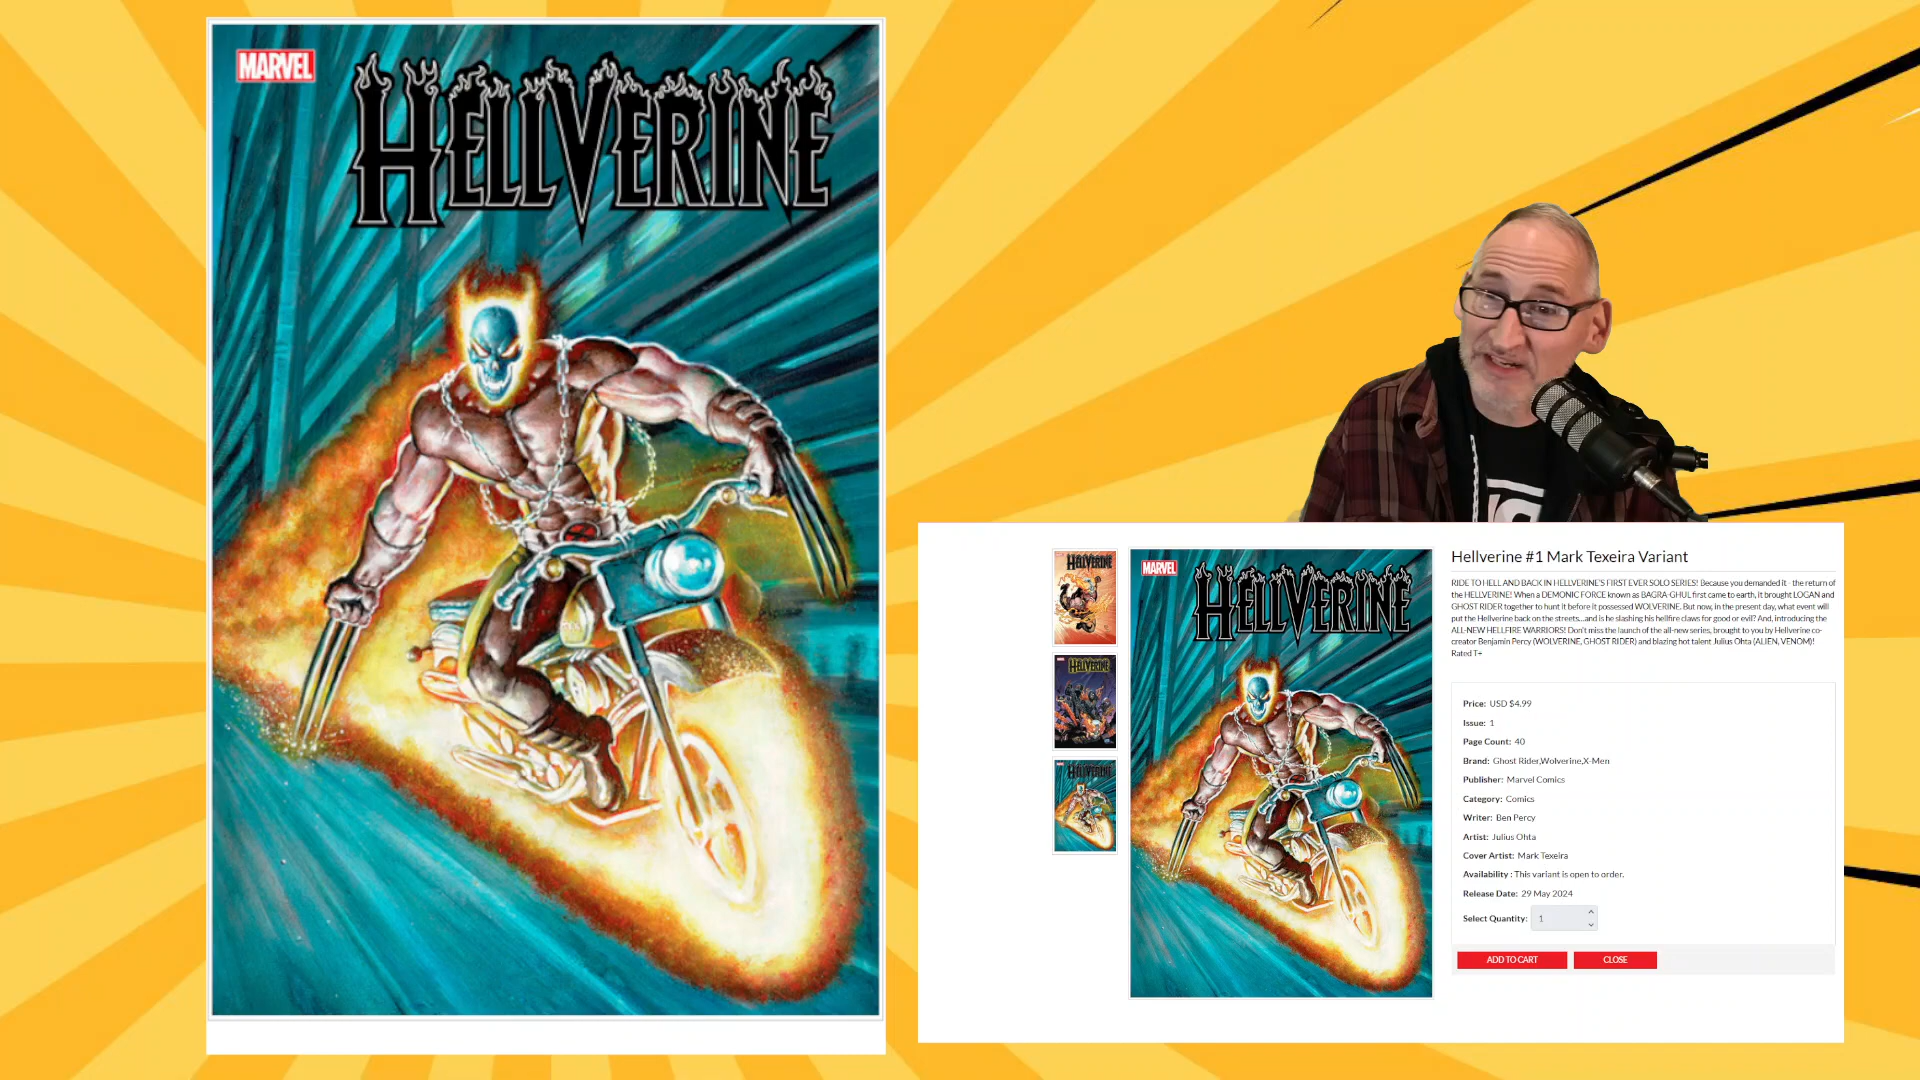 MARVEL
HELLVERINE
HELLVERINE
HELLVERINE
MARVEL
HELLVERINE
Hellverine #1 Mark Texeira Variant
RIDE TO HELL AND BACK IN HELLVERINE'S FIRST EVER SOLO SERIES! Because you demanded it - the return of
the HELLVERINE! When a DEMONIC FORCE known as BAGRA-GHUL first came to earth, it brought LOGAN and
GHOST RIDER together to hunt it before it possessed WOLVERINE. But now, in the present day, what event will
put the Hellverine back on the streets...and is he slashing his hellfire claws for good or evil? And, introducing the
ALL-NEW HELLFIRE WARRIORS! Don't miss the launch of the all-new series, brought to you by Hellverine co-
creator Benjamin Percy (WOLVERINE, GHOST RIDER) and blazing hot talent Julius Ohta (ALIEN, VENOM)!
Rated T+
Price: USD $4.99
Issue: 1
Page Count: 40
Brand: Ghost Rider,Wolverine,X-Men
Publisher: Marvel Comics
Category: Comics
Writer: Ben Percy
Artist: Julius Ohta
Cover Artist: Mark Texeira
Availability : This variant is open to order.
Release Date: 29 May 2024
Select Quantity: 1
ADD TO CART CLOSE